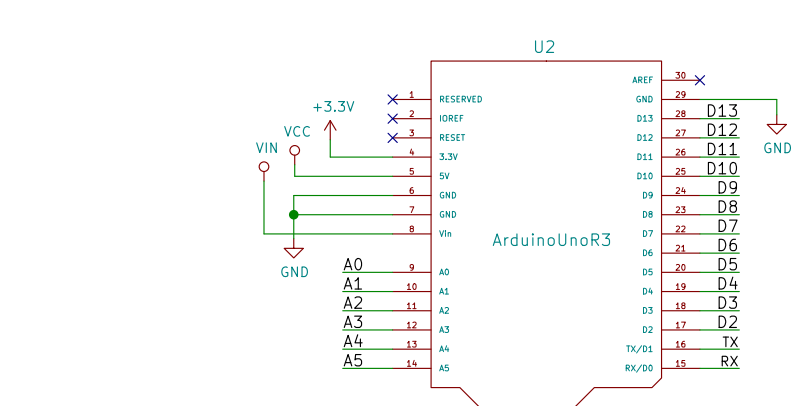 U2
ArduinoUnoR3
+3.3V
VCC
VIN
GND
GND
1 RESERVED
2 IOREF
3 RESET
4 3.3V
5 5V
6 GND
7 GND
8 Vin
A0 9 A0
A1 10 A1
A2 11 A2
A3 12 A3
A4 13 A4
A5 14 A5
AREF 30
GND 29
D13 28 D13
D12 27 D12
D11 26 D11
D10 25 D10
D9 24 D9
D8 23 D8
D7 22 D7
D6 21 D6
D5 20 D5
D4 19 D4
D3 18 D3
D2 17 D2
TX/D1 16 TX
RX/D0 15 RX